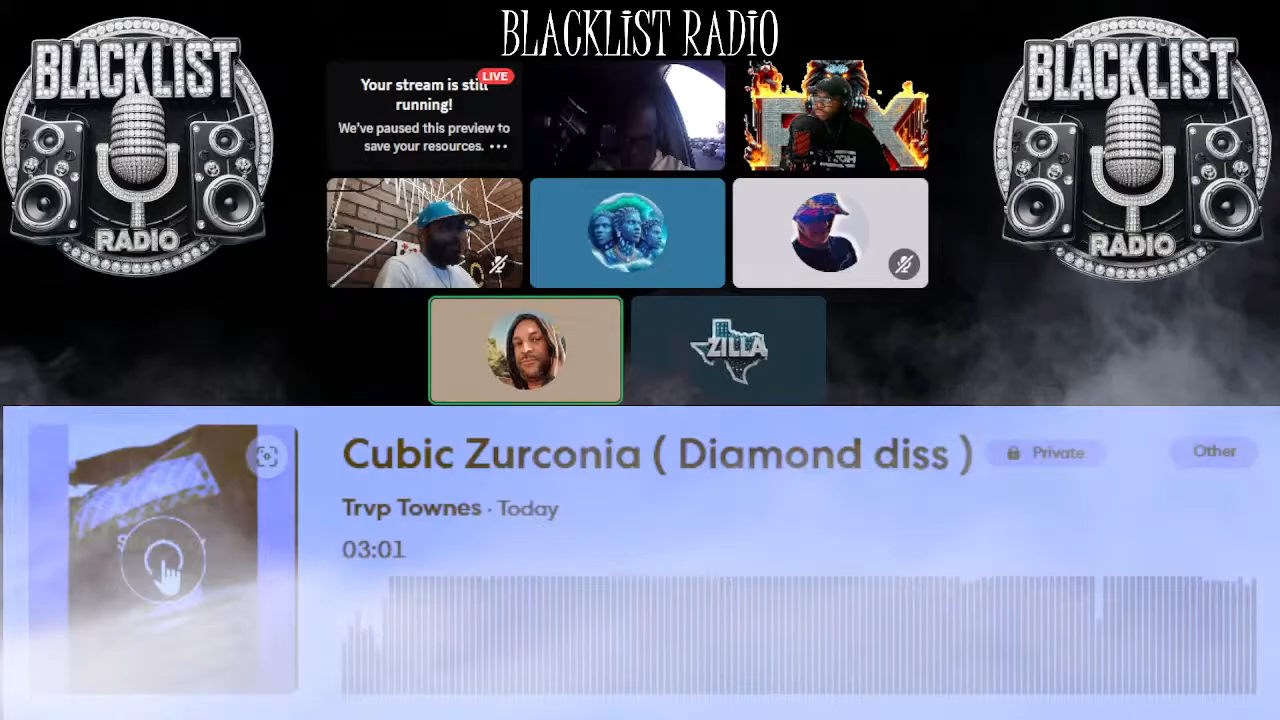 BLACKLiST RADiO
BLACKLIST
RADIO
BLACKLIST
RADIO
LIVE
Your stream is still
running!
We've paused this preview to
save your resources.
ZILLA
Cubic Zurconia ( Diamond diss )
Private
Other
Trvp Townes · Today
03:01